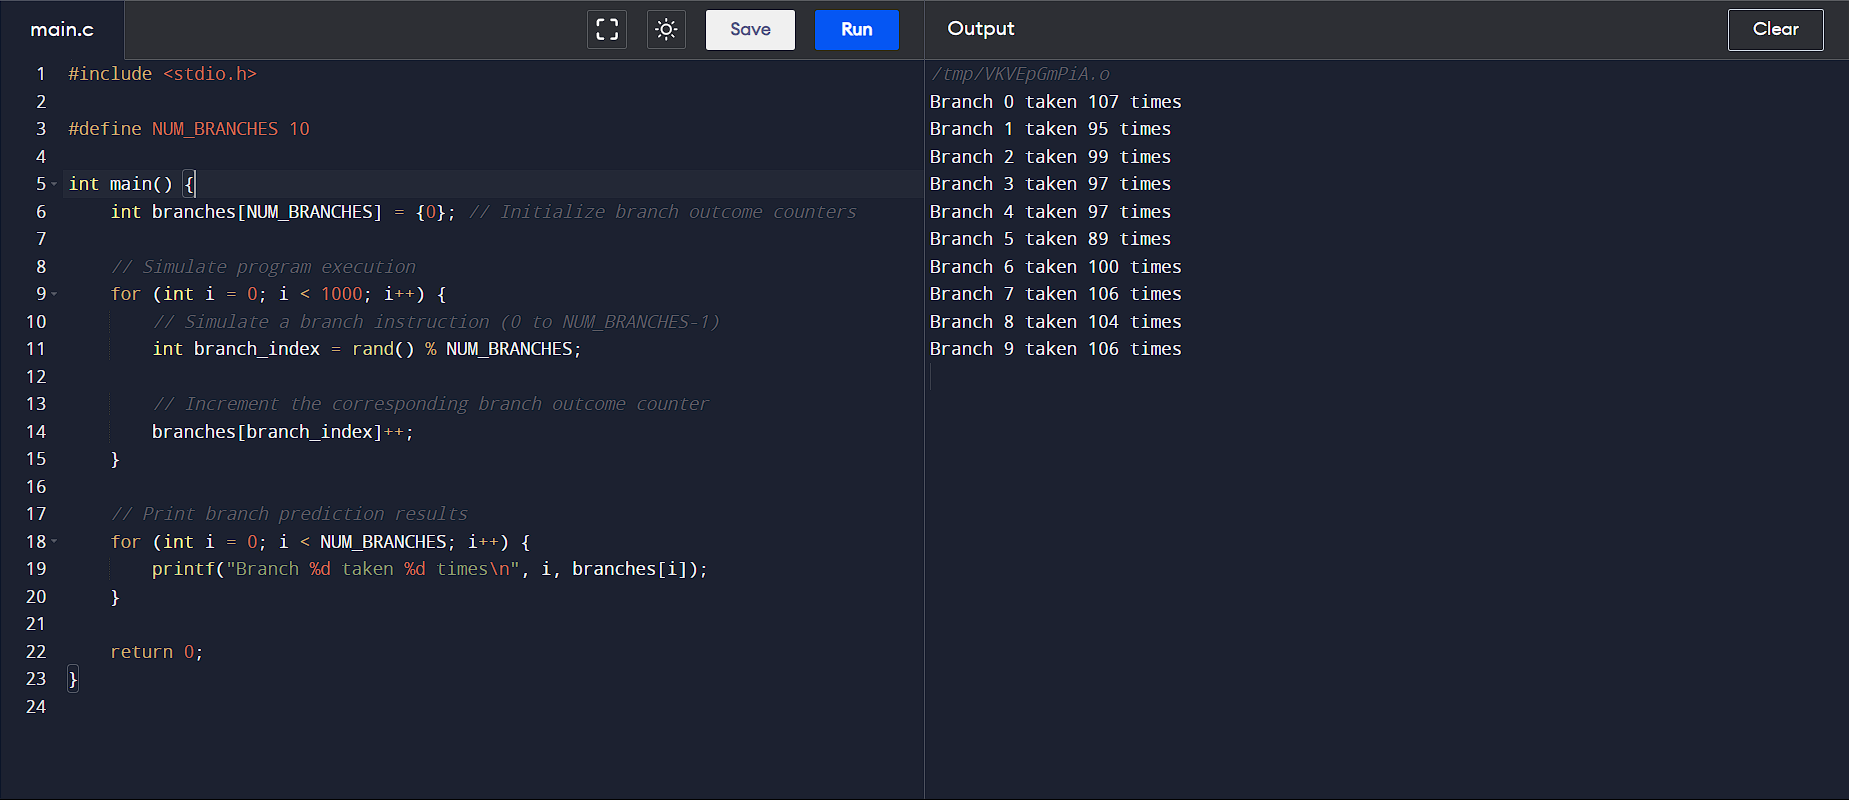 main.c
Save
Run
Output
Clear
1 #include <stdio.h>
2
3 #define NUM_BRANCHES 10
4
5 int main() {
6     int branches[NUM_BRANCHES] = {0}; // Initialize branch outcome counters
7
8     // Simulate program execution
9     for (int i = 0; i < 1000; i++) {
10         // Simulate a branch instruction (0 to NUM_BRANCHES-1)
11         int branch_index = rand() % NUM_BRANCHES;
12
13         // Increment the corresponding branch outcome counter
14         branches[branch_index]++;
15     }
16
17     // Print branch prediction results
18     for (int i = 0; i < NUM_BRANCHES; i++) {
19         printf("Branch %d taken %d times\n", i, branches[i]);
20     }
21
22     return 0;
23 }
24
/tmp/VKVEpGmPiA.o
Branch 0 taken 107 times
Branch 1 taken 95 times
Branch 2 taken 99 times
Branch 3 taken 97 times
Branch 4 taken 97 times
Branch 5 taken 89 times
Branch 6 taken 100 times
Branch 7 taken 106 times
Branch 8 taken 104 times
Branch 9 taken 106 times